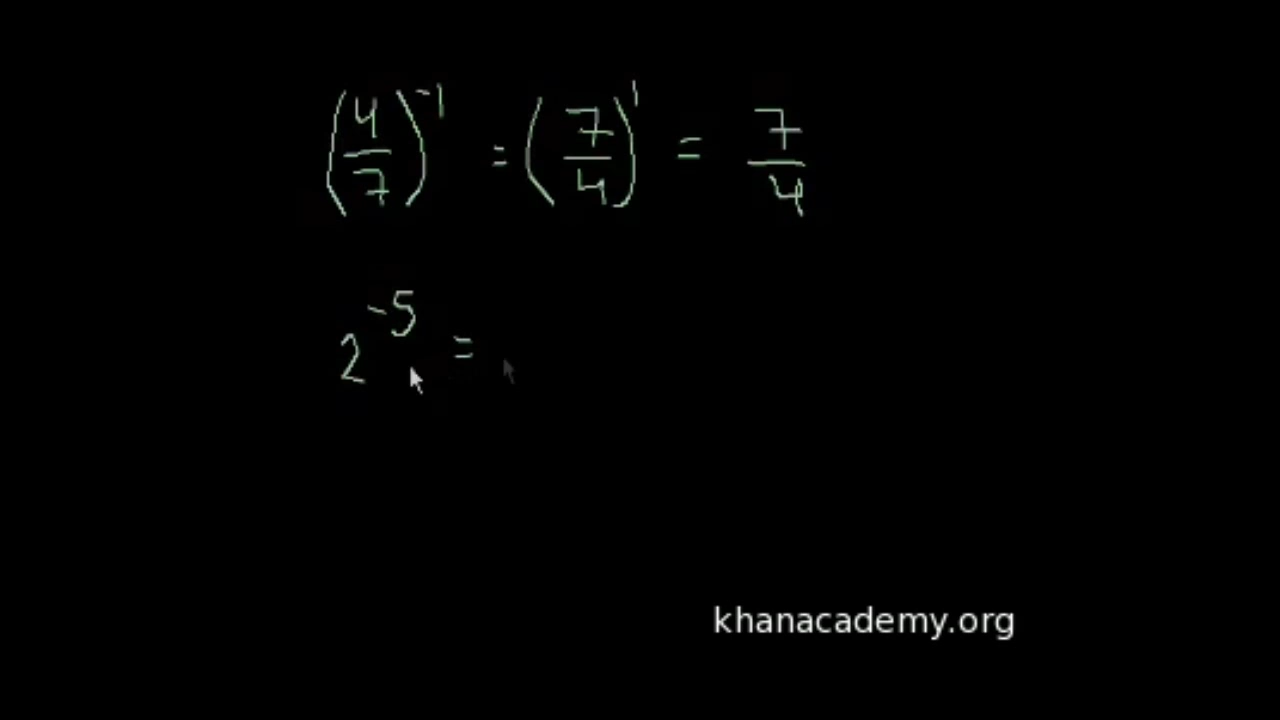 (4/7)⁻¹ = (7/4)¹ = 7/4
2⁻⁵ =
khanacademy.org